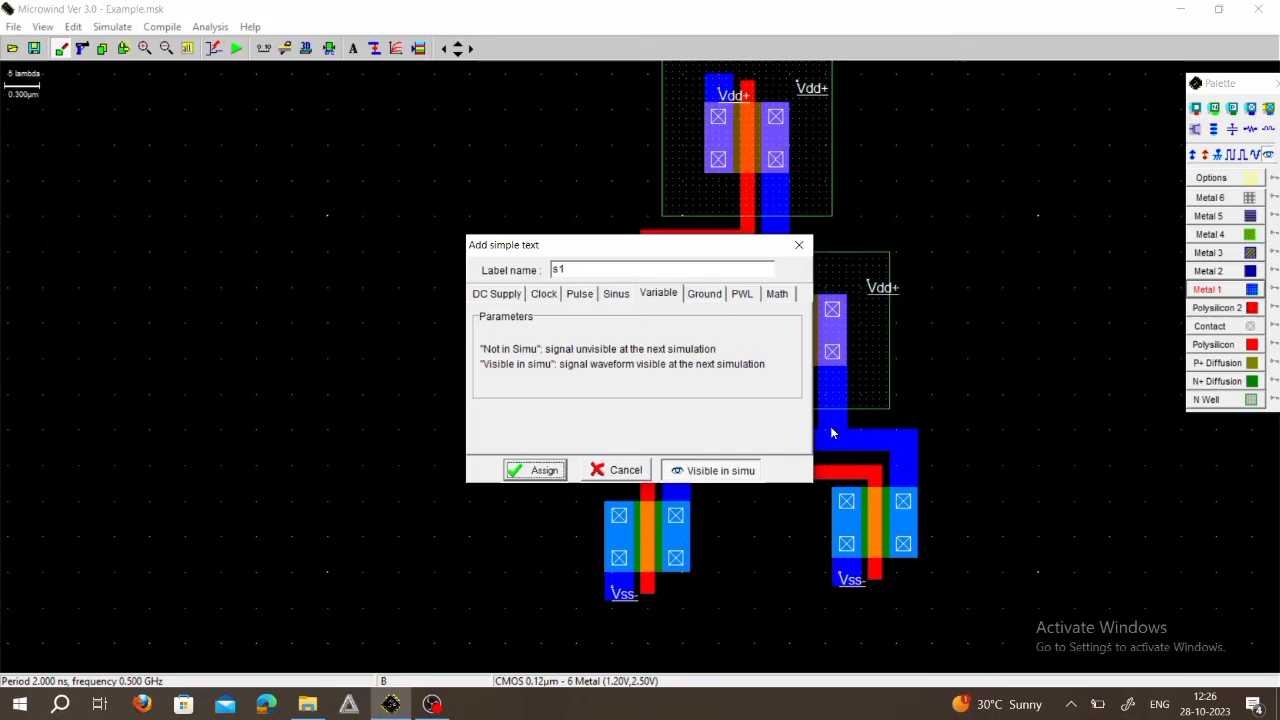 Microwind Ver 3.0 - Example.msk
File View Edit Simulate Compile Analysis Help
5 lambda
0.300µm
Vdd+
Vdd+
Vdd+
Vss-
Vss-
Add simple text
Label name : s1
DC Supply Clock Pulse Sinus Variable Ground PWL Math
Parameters
"Not in Simu": signal unvisible at the next simulation
"Visible in simu": signal waveform visible at the next simulation
Assign Cancel Visible in simu
Palette
Options
Metal 6
Metal 5
Metal 4
Metal 3
Metal 2
Metal 1
Polysilicon 2
Contact
Polysilicon
P+ Diffusion
N+ Diffusion
N Well
Activate Windows
Go to Settings to activate Windows.
Period 2.000 ns, frequency 0.500 GHz B CMOS 0.12µm - 6 Metal (1.20V,2.50V)
30°C Sunny ENG 12:26
28-10-2023 4